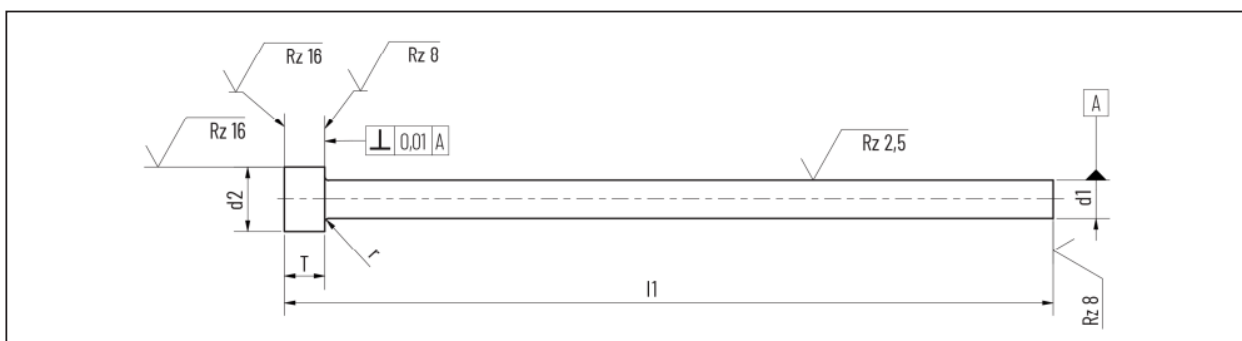 Rz 16
Rz 8
A
Rz 16
⊥ 0,01 A
Rz 2,5
d2
d1
r
T
l1
Rz 8